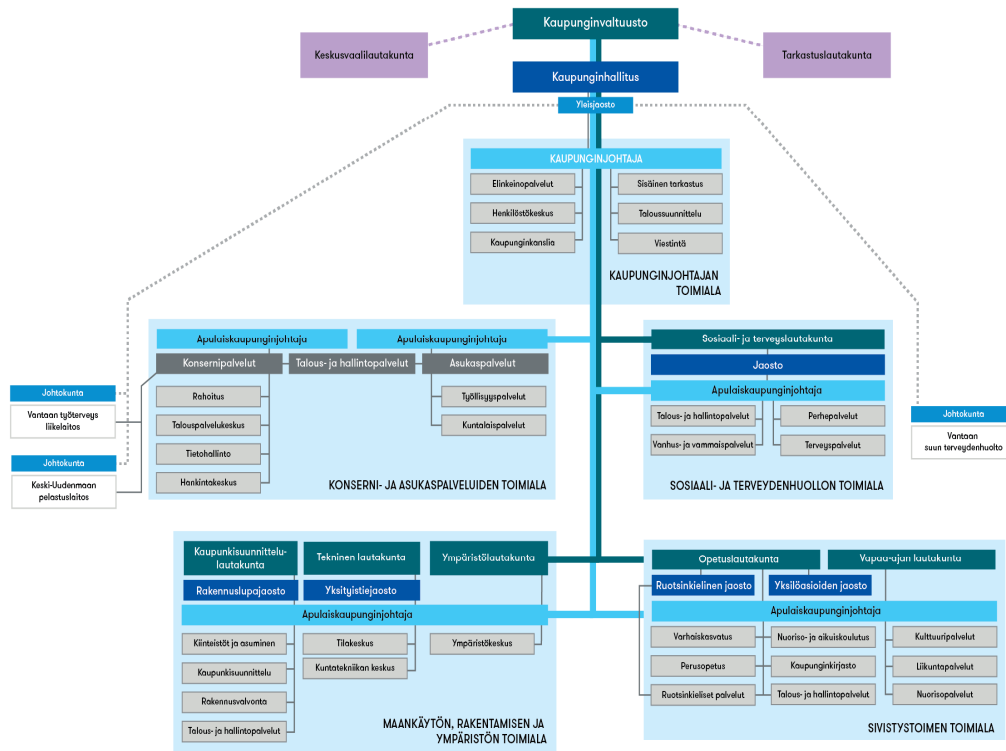 Kaupunginvaltuusto
Keskusvaalilautakunta
Tarkastuslautakunta
Kaupunginhallitus
Yleisjaosto
KAUPUNGINJOHTAJA
Elinkeinopalvelut
Sisäinen tarkastus
Henkilöstökeskus
Taloussuunnittelu
Kaupunginkanslia
Viestintä
KAUPUNGINJOHTAJAN
TOIMIALA
Apulaiskaupunginjohtaja
Apulaiskaupunginjohtaja
Konsernipalvelut
Talous- ja hallintopalvelut
Asukaspalvelut
Rahoitus
Työllisyyspalvelut
Talouspalvelukeskus
Kuntalaispalvelut
Tietohallinto
Hankintakeskus
KONSERNI- JA ASUKASPALVELUIDEN TOIMIALA
Johtokunta
Vantaan työterveys
liikelaitos
Johtokunta
Keski-Uudenmaan
pelastuslaitos
Sosiaali- ja terveyslautakunta
Jaosto
Apulaiskaupunginjohtaja
Talous- ja hallintopalvelut
Perhepalvelut
Vanhus- ja vammaispalvelut
Terveyspalvelut
SOSIAALI- JA TERVEYDENHUOLLON TOIMIALA
Johtokunta
Vantaan
suun terveydenhuolto
Kaupunkisuunnittelu-
lautakunta
Tekninen lautakunta
Ympäristölautakunta
Rakennuslupajaosto
Yksityistiejaosto
Apulaiskaupunginjohtaja
Kiinteistöt ja asuminen
Tilakeskus
Ympäristökeskus
Kaupunkisuunnittelu
Kuntatekniikan keskus
Rakennusvalvonta
Talous- ja hallintopalvelut
MAANKÄYTÖN, RAKENTAMISEN JA
YMPÄRISTÖN TOIMIALA
Opetuslautakunta
Vapaa-ajan lautakunta
Ruotsinkielinen jaosto
Yksilöasioiden jaosto
Apulaiskaupunginjohtaja
Varhaiskasvatus
Nuoriso- ja aikuiskoulutus
Kulttuuripalvelut
Perusopetus
Kaupunginkirjasto
Liikuntapalvelut
Ruotsinkieliset palvelut
Talous- ja hallintopalvelut
Nuorisopalvelut
SIVISTYSTOIMEN TOIMIALA